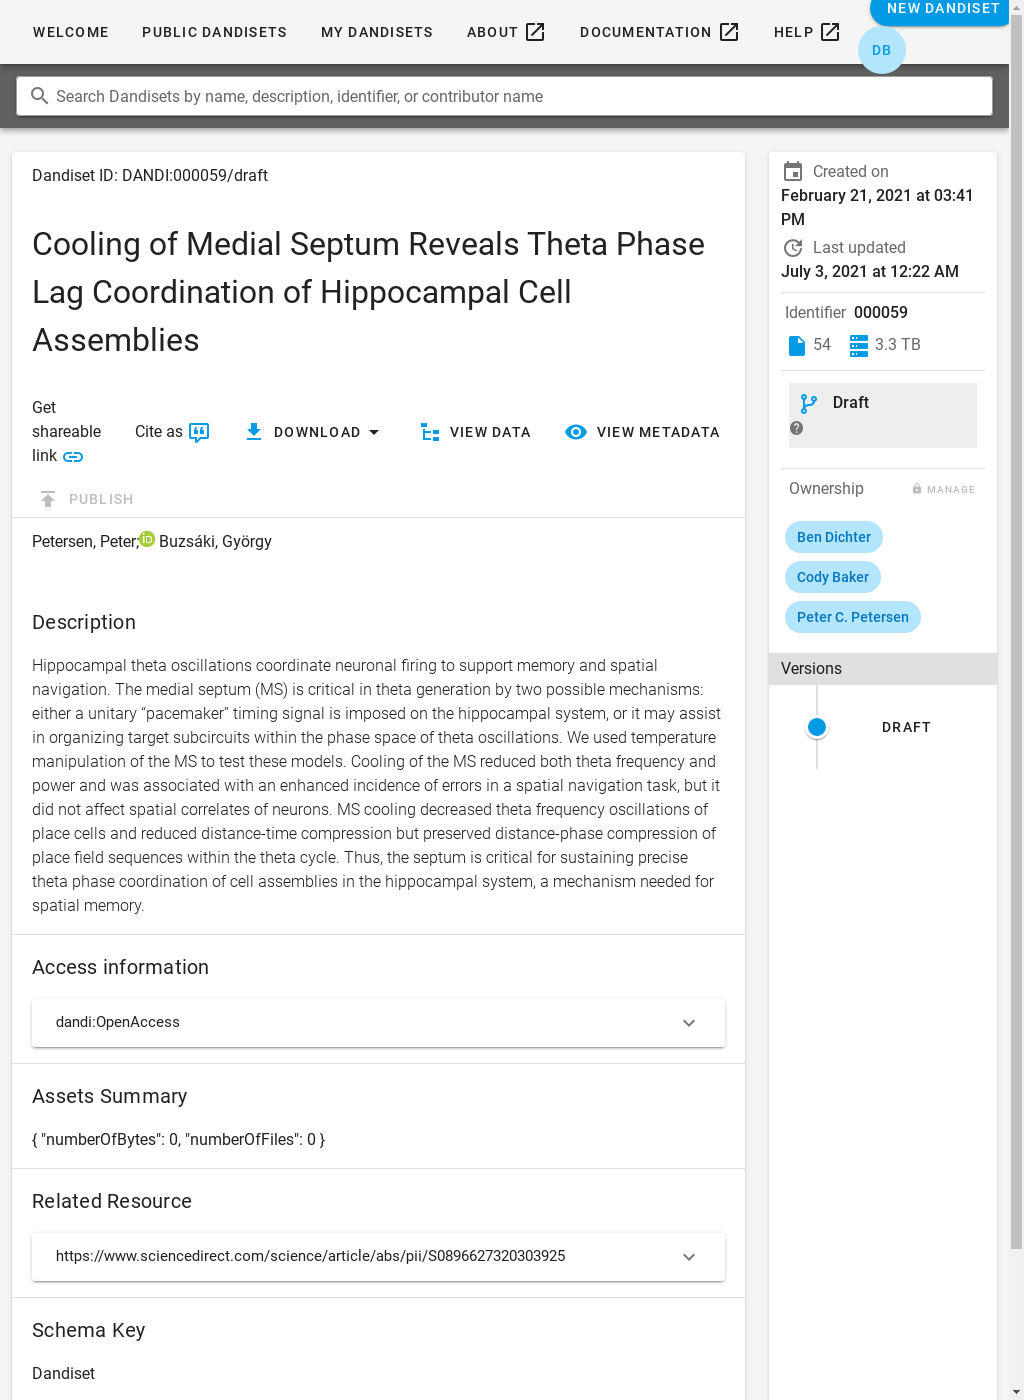 WELCOME PUBLIC DANDISETS MY DANDISETS ABOUT DOCUMENTATION HELP NEW DANDISET
DB
Search Dandisets by name, description, identifier, or contributor name
Dandiset ID: DANDI:000059/draft
Cooling of Medial Septum Reveals Theta Phase
Lag Coordination of Hippocampal Cell
Assemblies
Get
shareable
link
Cite as
DOWNLOAD
VIEW DATA
VIEW METADATA
PUBLISH
Petersen, Peter; Buzsáki, György
Description
Hippocampal theta oscillations coordinate neuronal firing to support memory and spatial
navigation. The medial septum (MS) is critical in theta generation by two possible mechanisms:
either a unitary “pacemaker” timing signal is imposed on the hippocampal system, or it may assist
in organizing target subcircuits within the phase space of theta oscillations. We used temperature
manipulation of the MS to test these models. Cooling of the MS reduced both theta frequency and
power and was associated with an enhanced incidence of errors in a spatial navigation task, but it
did not affect spatial correlates of neurons. MS cooling decreased theta frequency oscillations of
place cells and reduced distance-time compression but preserved distance-phase compression of
place field sequences within the theta cycle. Thus, the septum is critical for sustaining precise
theta phase coordination of cell assemblies in the hippocampal system, a mechanism needed for
spatial memory.
Access information
dandi:OpenAccess
Assets Summary
{ "numberOfBytes": 0, "numberOfFiles": 0 }
Related Resource
https://www.sciencedirect.com/science/article/abs/pii/S0896627320303925
Schema Key
Dandiset
Created on
February 21, 2021 at 03:41
PM
Last updated
July 3, 2021 at 12:22 AM
Identifier 000059
54 3.3 TB
Draft
Ownership MANAGE
Ben Dichter
Cody Baker
Peter C. Petersen
Versions
DRAFT